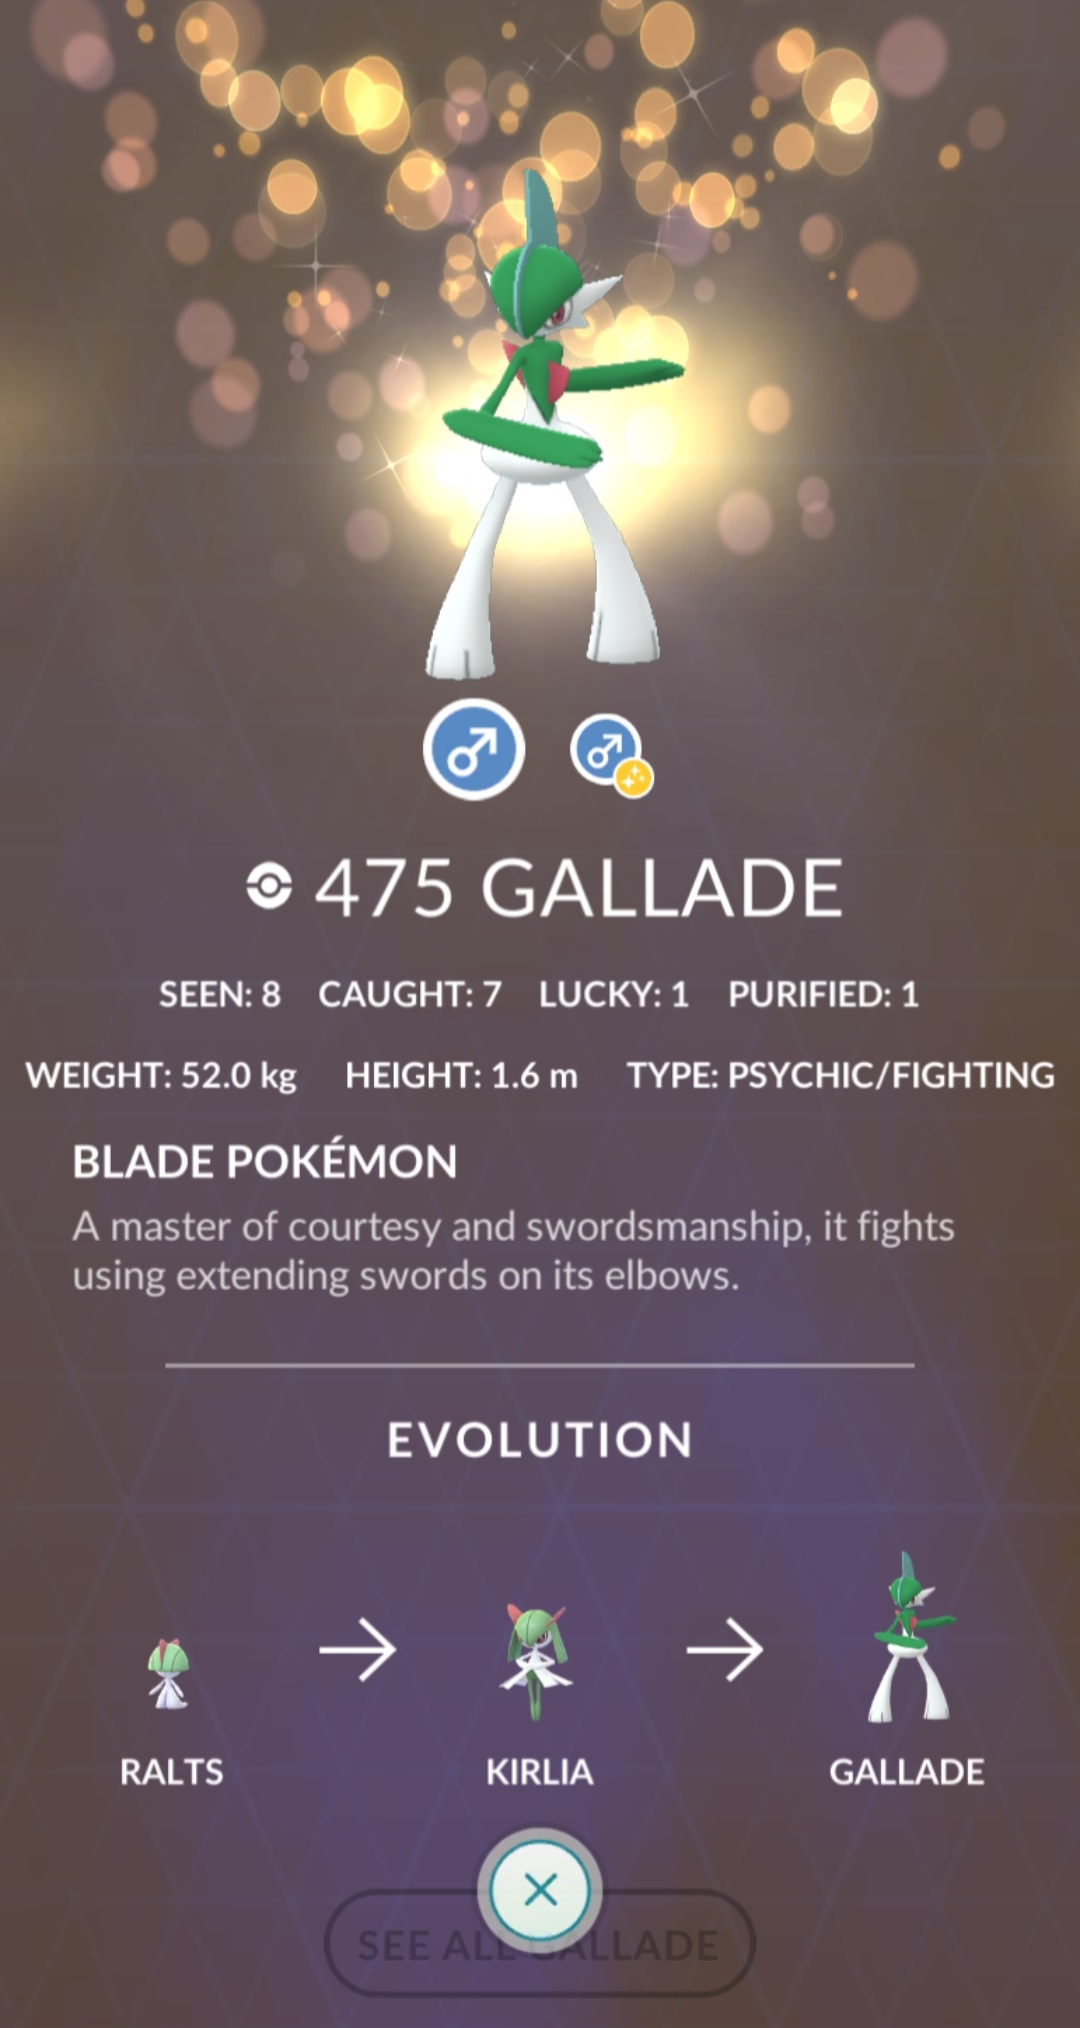 475 GALLADE
SEEN: 8 CAUGHT: 7 LUCKY: 1 PURIFIED: 1
WEIGHT: 52.0 kg HEIGHT: 1.6 m TYPE: PSYCHIC/FIGHTING
BLADE POKÉMON
A master of courtesy and swordsmanship, it fights
using extending swords on its elbows.
EVOLUTION
RALTS KIRLIA GALLADE
SEE ALL GALLADE